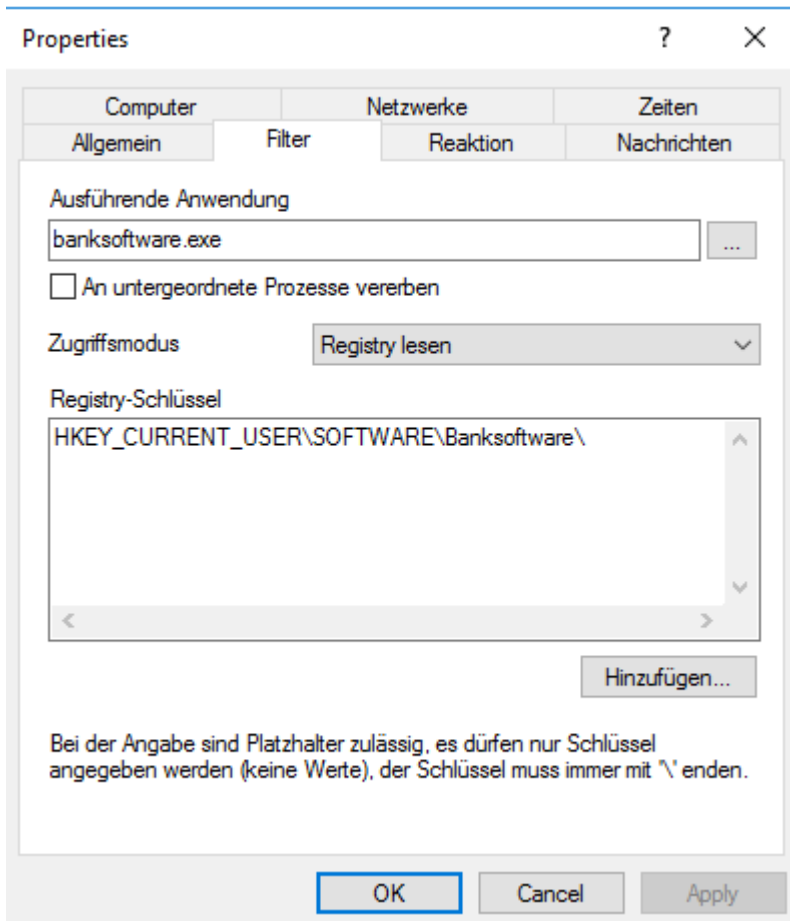 Properties
?
Computer
Netzwerke
Zeiten
Allgemein
Filter
Reaktion
Nachrichten
Ausführende Anwendung
banksoftware.exe
...
An untergeordnete Prozesse vererben
Zugriffsmodus
Registry lesen
Registry-Schlüssel
HKEY_CURRENT_USER\SOFTWARE\Banksoftware\
Hinzufügen...
Bei der Angabe sind Platzhalter zulässig, es dürfen nur Schlüssel
angegeben werden (keine Werte), der Schlüssel muss immer mit '\' enden.
OK
Cancel
Apply